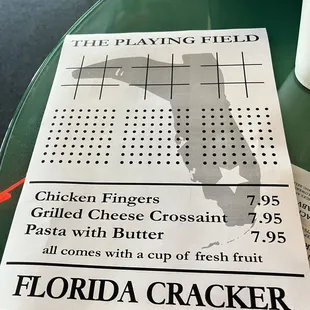 THE PLAYING FIELD
Chicken Fingers 7.95
Grilled Cheese Crossaint 7.95
Pasta with Butter 7.95
all comes with a cup of fresh fruit
FLORIDA CRACKER